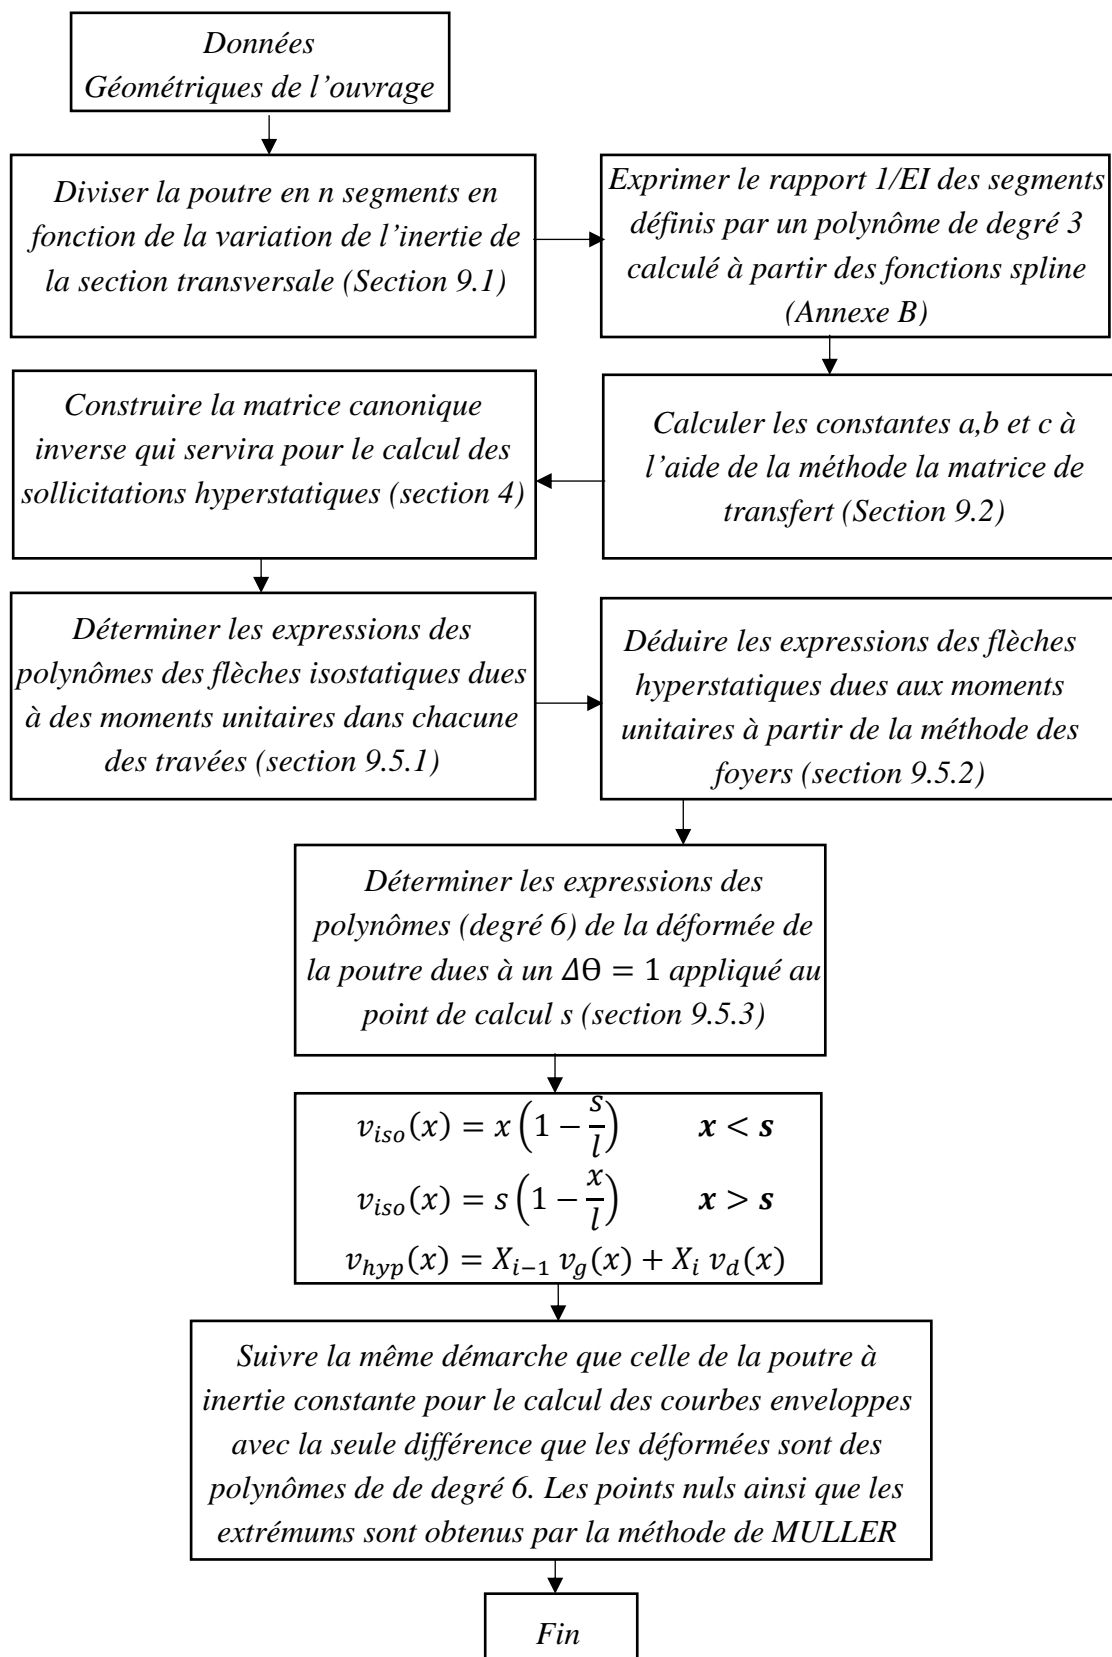 Données
Géométriques de l’ouvrage
Diviser la poutre en n segments en
fonction de la variation de l’inertie de
la section transversale (Section 9.1)
Exprimer le rapport 1/EI des segments
définis par un polynôme de degré 3
calculé à partir des fonctions spline
(Annexe B)
Calculer les constantes a,b et c à
l’aide de la méthode la matrice de
transfert (Section 9.2)
Construire la matrice canonique
inverse qui servira pour le calcul des
sollicitations hyperstatiques (section 4)
Déterminer les expressions des
polynômes des flèches isostatiques dues
à des moments unitaires dans chacune
des travées (section 9.5.1)
Déduire les expressions des flèches
hyperstatiques dues aux moments
unitaires à partir de la méthode des
foyers (section 9.5.2)
Déterminer les expressions des
polynômes (degré 6) de la déformée de
la poutre dues à un ΔƟ = 1 appliqué au
point de calcul s (section 9.5.3)
v_{iso}(x) = x (1 − s/l) x < s
v_{iso}(x) = s (1 − x/l) x > s
v_{hyp}(x) = X_{i−1} v_g(x) + X_i v_d(x)
Suivre la même démarche que celle de la poutre à
inertie constante pour le calcul des courbes enveloppes
avec la seule différence que les déformées sont des
polynômes de de degré 6. Les points nuls ainsi que les
extrémums sont obtenus par la méthode de MULLER
Fin